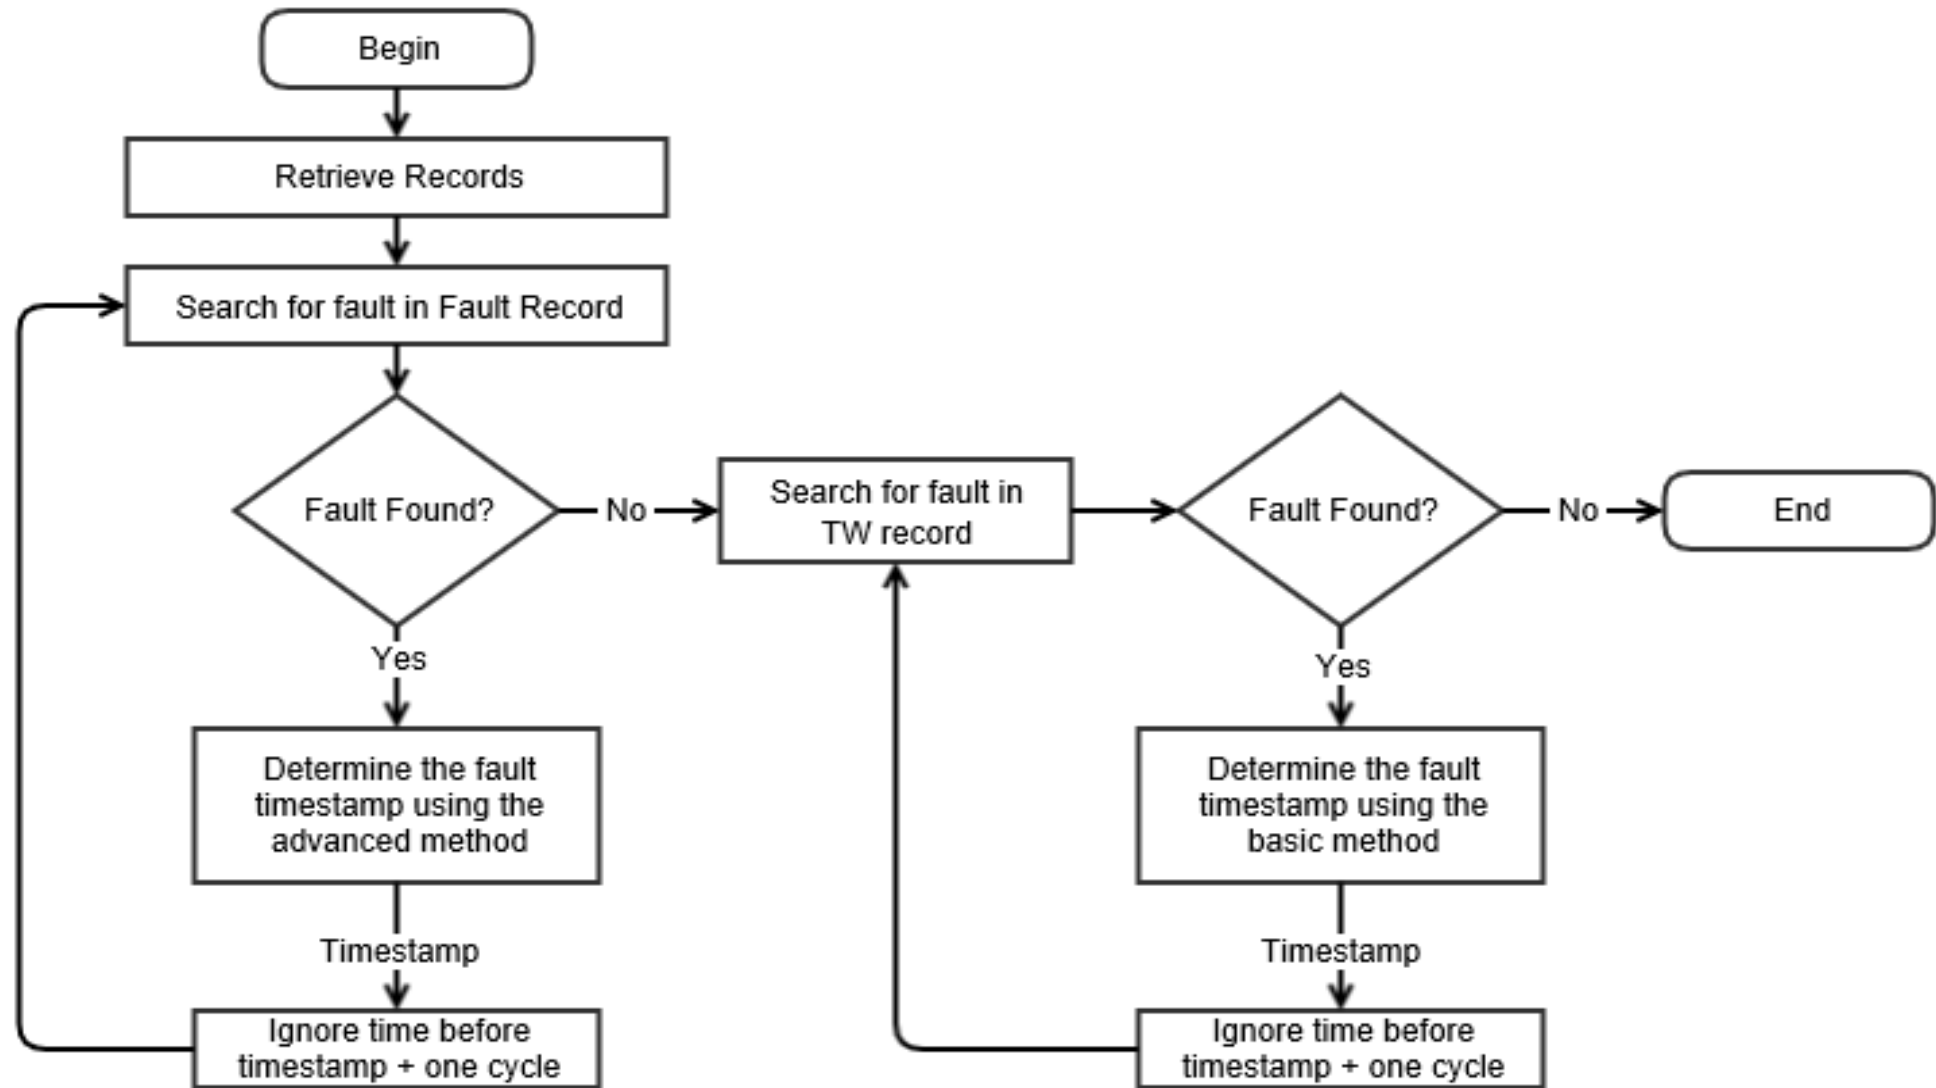 Begin
Retrieve Records
Search for fault in Fault Record
Fault Found?
No
Search for fault in
TW record
Fault Found?
No
End
Yes
Yes
Determine the fault
timestamp using the
advanced method
Determine the fault
timestamp using the
basic method
Timestamp
Timestamp
Ignore time before
timestamp + one cycle
Ignore time before
timestamp + one cycle